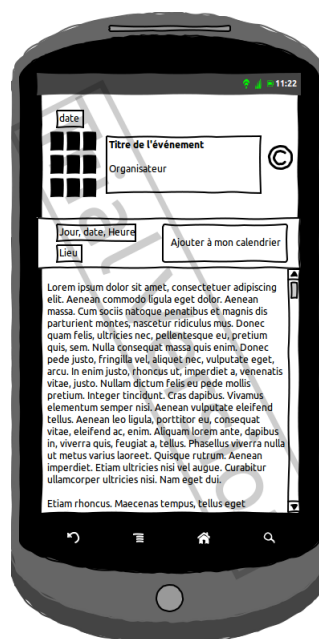 11:22
date
Titre de l'événement
Organisateur
©
Jour, date, Heure
Lieu
Ajouter à mon calendrier
Lorem ipsum dolor sit amet, consectetuer adipiscing
elit. Aenean commodo ligula eget dolor. Aenean
massa. Cum sociis natoque penatibus et magnis dis
parturient montes, nascetur ridiculus mus. Donec
quam felis, ultricies nec, pellentesque eu, pretium
quis, sem. Nulla consequat massa quis enim. Donec
pede justo, fringilla vel, aliquet nec, vulputate eget,
arcu. In enim justo, rhoncus ut, imperdiet a, venenatis
vitae, justo. Nullam dictum felis eu pede mollis
pretium. Integer tincidunt. Cras dapibus. Vivamus
elementum semper nisi. Aenean vulputate eleifend
tellus. Aenean leo ligula, porttitor eu, consequat
vitae, eleifend ac, enim. Aliquam lorem ante, dapibus
in, viverra quis, feugiat a, tellus. Phasellus viverra nulla
ut metus varius laoreet. Quisque rutrum. Aenean
imperdiet. Etiam ultricies nisi vel augue. Curabitur
ullamcorper ultricies nisi. Nam eget dui.
Etiam rhoncus. Maecenas tempus, tellus eget
Trial Version